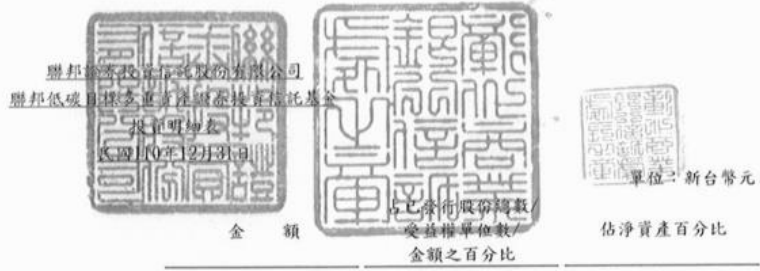 聯邦證券投資信託股份有限公司
聯邦低碳目標多重資產證券投資信託基金
投資明細表
民國110年12月31日
單位：新台幣元
金 額
占已發行股份總數/
受益權單位數/
金額之百分比
佔淨資產百分比